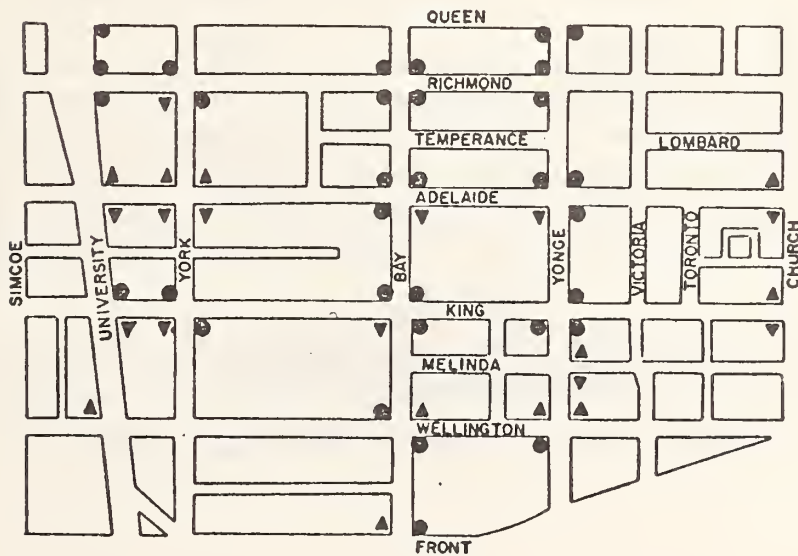 QUEEN
RICHMOND
TEMPERANCE
LOMBARD
ADELAIDE
SIMCOE
UNIVERSITY
YORK
BAY
YONGE
VICTORIA
TORONTO
CHURCH
KING
MELINDA
WELLINGTON
FRONT